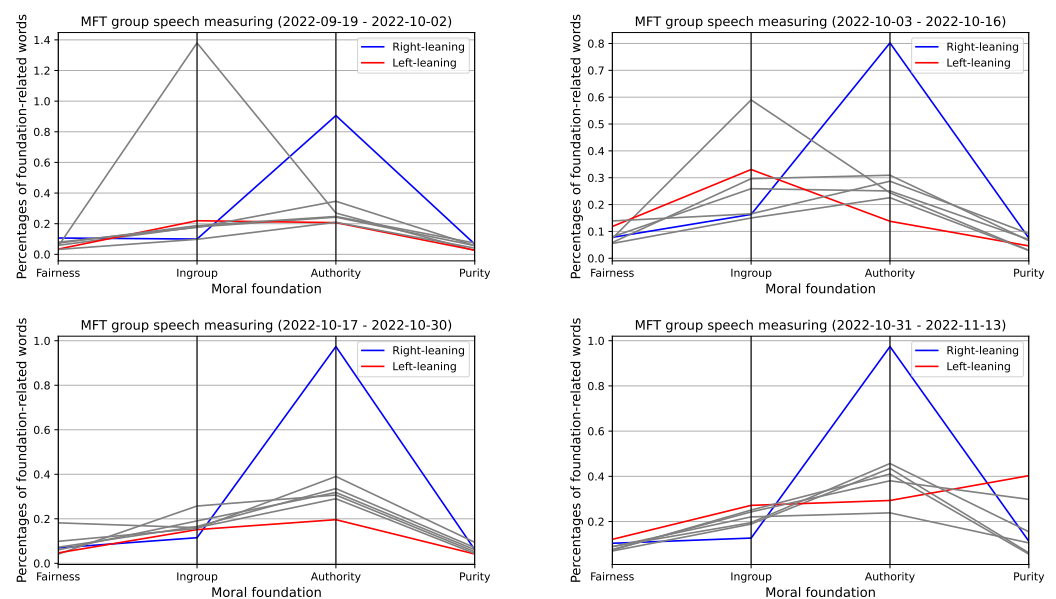 MFT group speech measuring (2022-09-19 - 2022-10-02)
Percentages of foundation-related words
1.4
1.2
1.0
0.8
0.6
0.4
0.2
0.0
Right-leaning
Left-leaning
Fairness Ingroup Authority Purity
Moral foundation
MFT group speech measuring (2022-10-03 - 2022-10-16)
Percentages of foundation-related words
0.8
0.7
0.6
0.5
0.4
0.3
0.2
0.1
0.0
Right-leaning
Left-leaning
Fairness Ingroup Authority Purity
Moral foundation
MFT group speech measuring (2022-10-17 - 2022-10-30)
Percentages of foundation-related words
1.0
0.8
0.6
0.4
0.2
0.0
Right-leaning
Left-leaning
Fairness Ingroup Authority Purity
Moral foundation
MFT group speech measuring (2022-10-31 - 2022-11-13)
Percentages of foundation-related words
1.0
0.8
0.6
0.4
0.2
Right-leaning
Left-leaning
Fairness Ingroup Authority Purity
Moral foundation